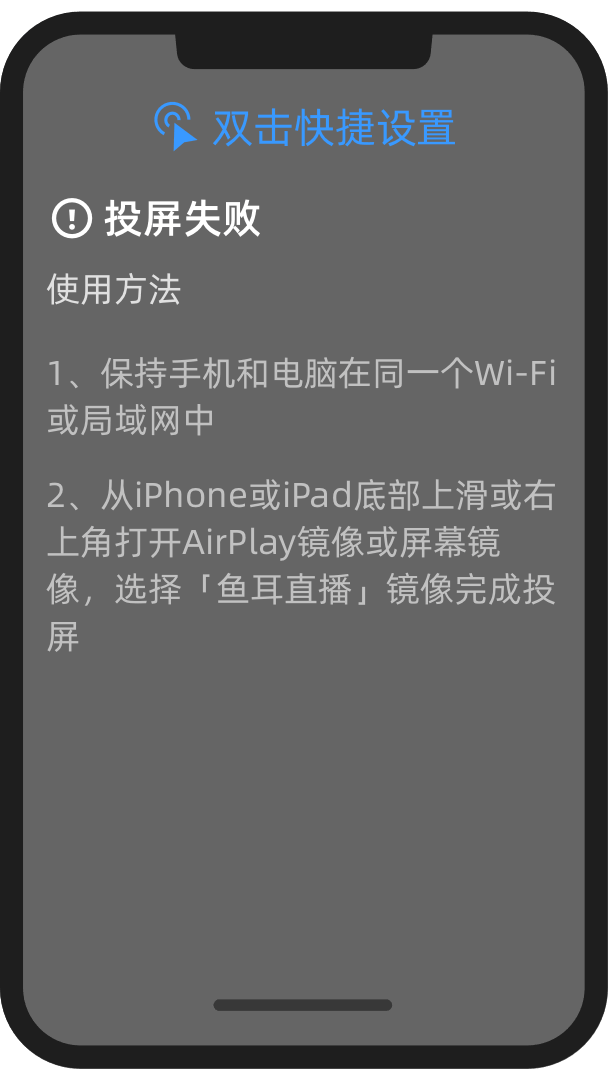 双击快捷设置
投屏失败
使用方法
1、保持手机和电脑在同一个Wi-Fi
或局域网中
2、从iPhone或iPad底部上滑或右
上角打开AirPlay镜像或屏幕镜
像，选择「鱼耳直播」镜像完成投
屏